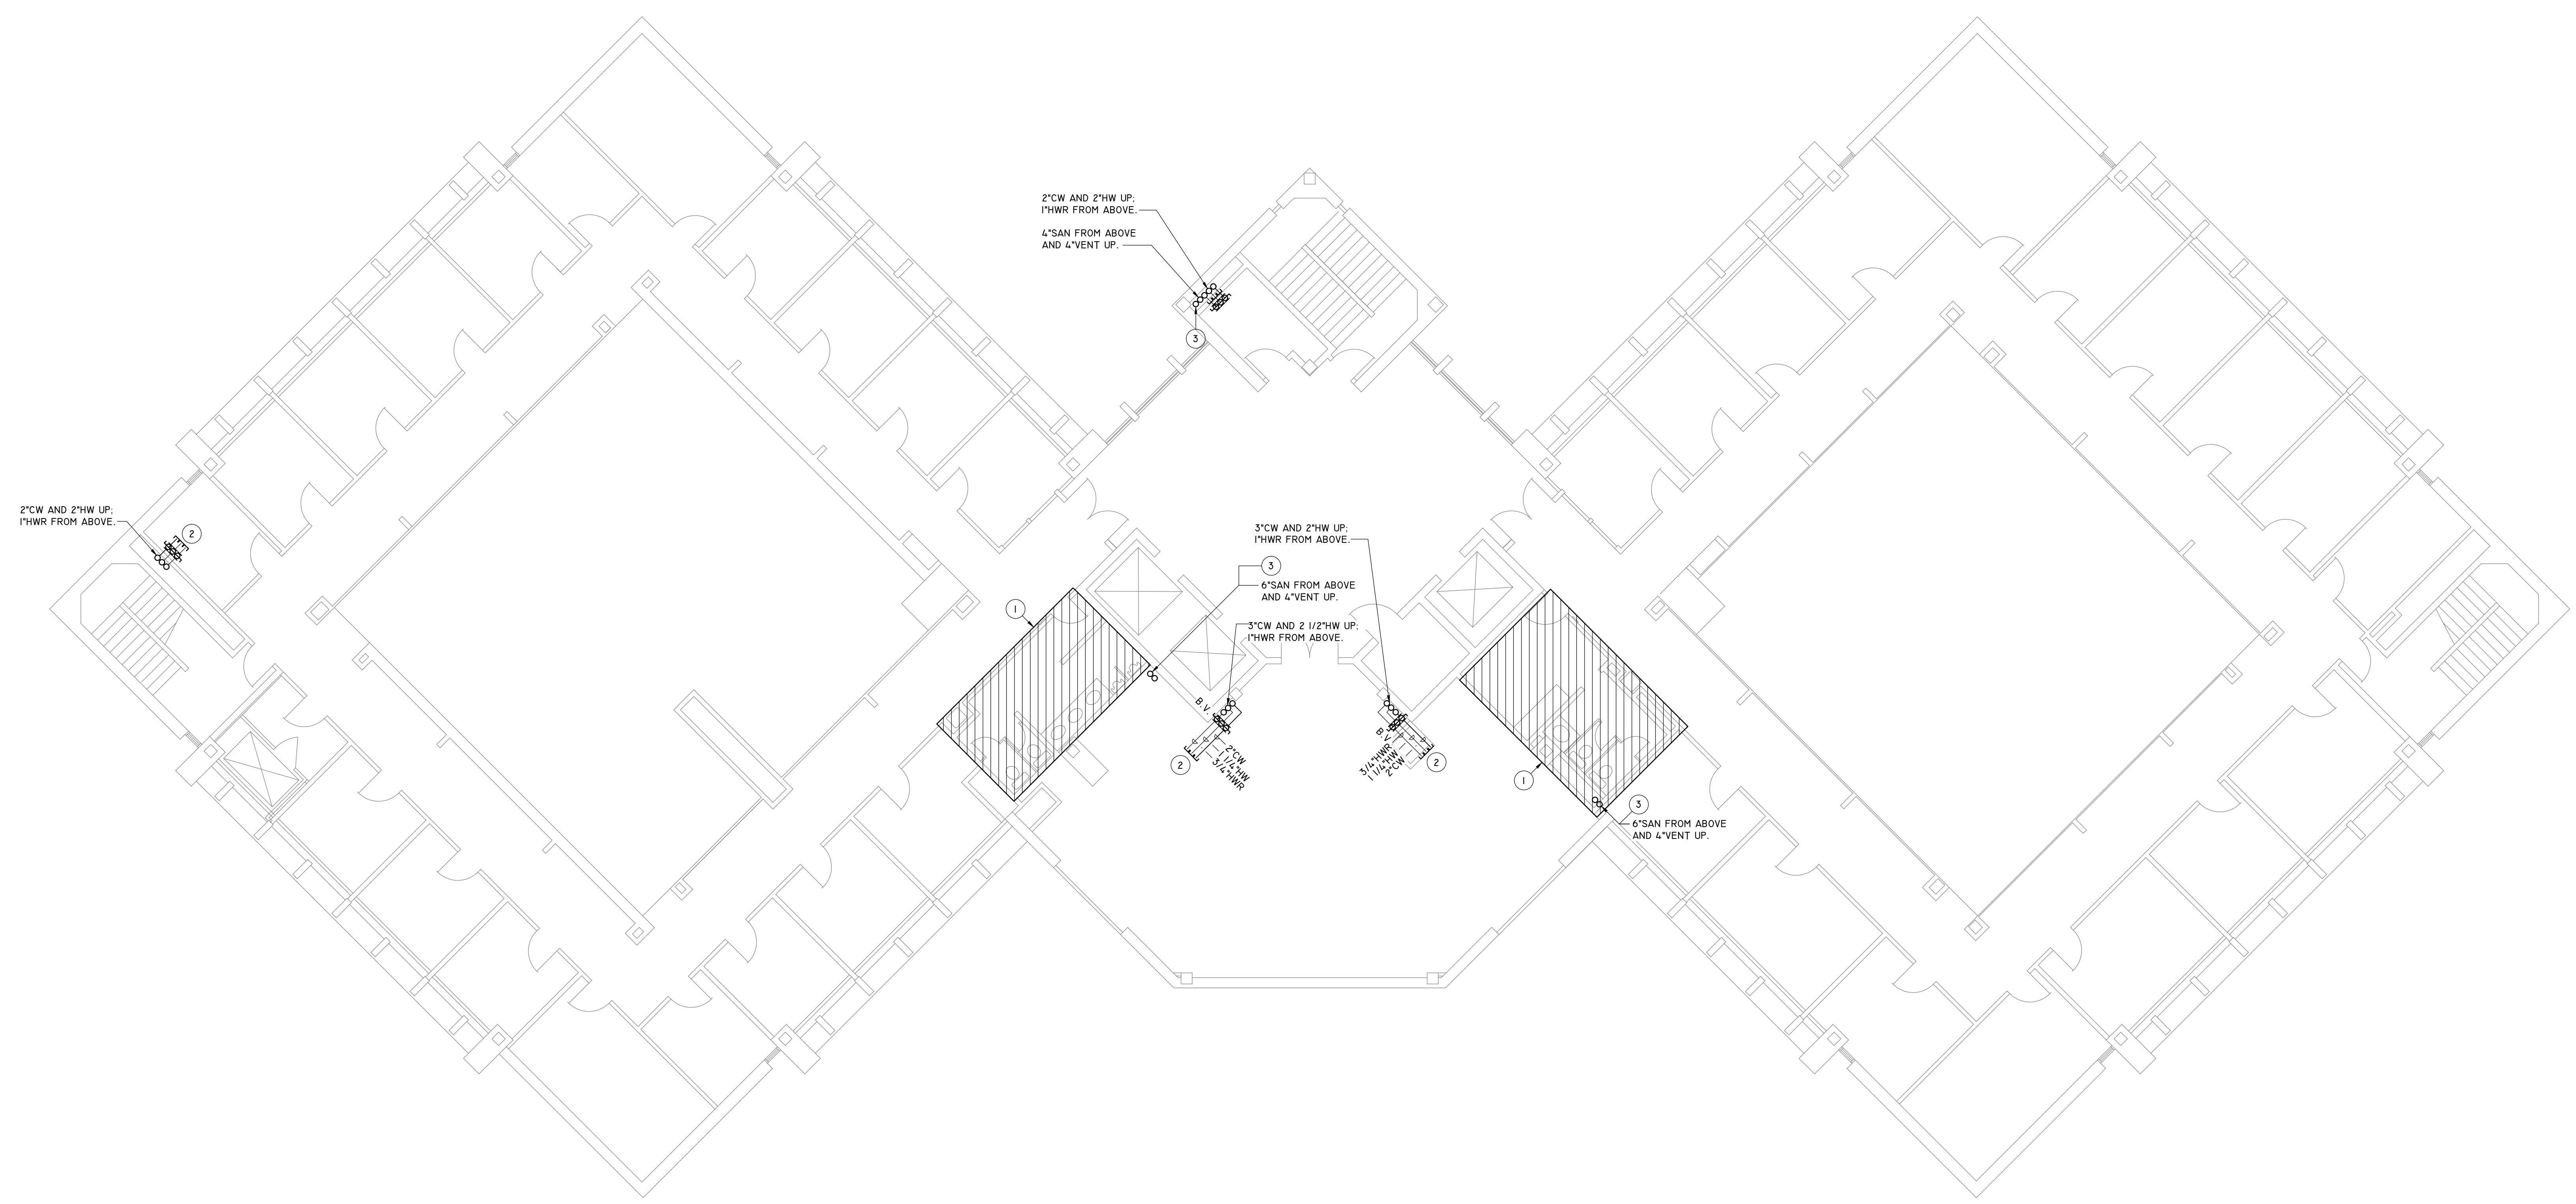 2"CW AND 2"HW UP;
1"HWR FROM ABOVE.
4"SAN FROM ABOVE
AND 4"VENT UP.
3
2"CW AND 2"HW UP;
1"HWR FROM ABOVE.
2
3"CW AND 2"HW UP;
1"HWR FROM ABOVE.
3
6"SAN FROM ABOVE
AND 4"VENT UP.
1
3"CW AND 2 1/2"HW UP;
1"HWR FROM ABOVE.
B.V.
2"CW
1 1/4"HW
3/4"HWR
2
B.V.
3/4"HWR
1 1/4"HW
2"CW
2
1
3
6"SAN FROM ABOVE
AND 4"VENT UP.